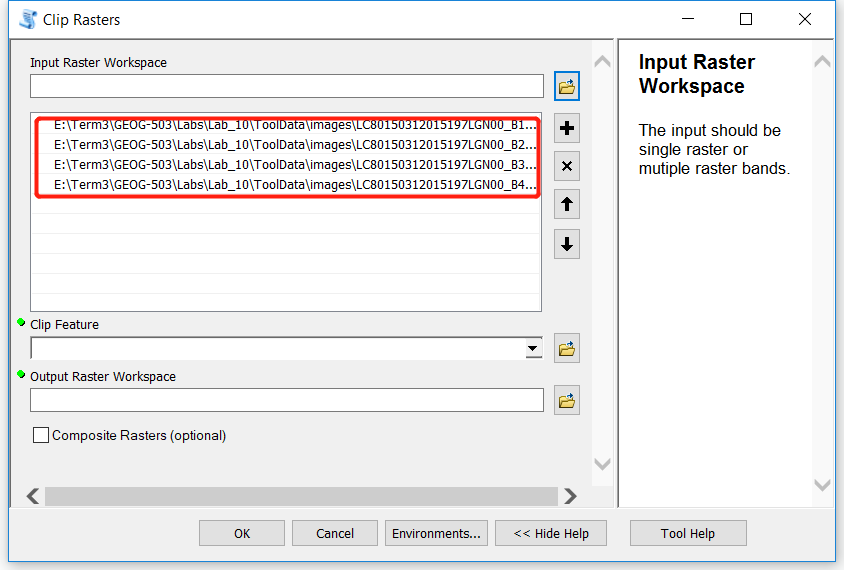 Clip Rasters
Input Raster Workspace
E:\Term3\GEOG-503\Labs\Lab_10\ToolData\images\LC80150312015197LGN00_B1...
E:\Term3\GEOG-503\Labs\Lab_10\ToolData\images\LC80150312015197LGN00_B2...
E:\Term3\GEOG-503\Labs\Lab_10\ToolData\images\LC80150312015197LGN00_B3...
E:\Term3\GEOG-503\Labs\Lab_10\ToolData\images\LC80150312015197LGN00_B4...
Clip Feature
Output Raster Workspace
Composite Rasters (optional)
Input Raster
Workspace
The input should be
single raster or
mutiple raster bands.
OK
Cancel
Environments...
<< Hide Help
Tool Help